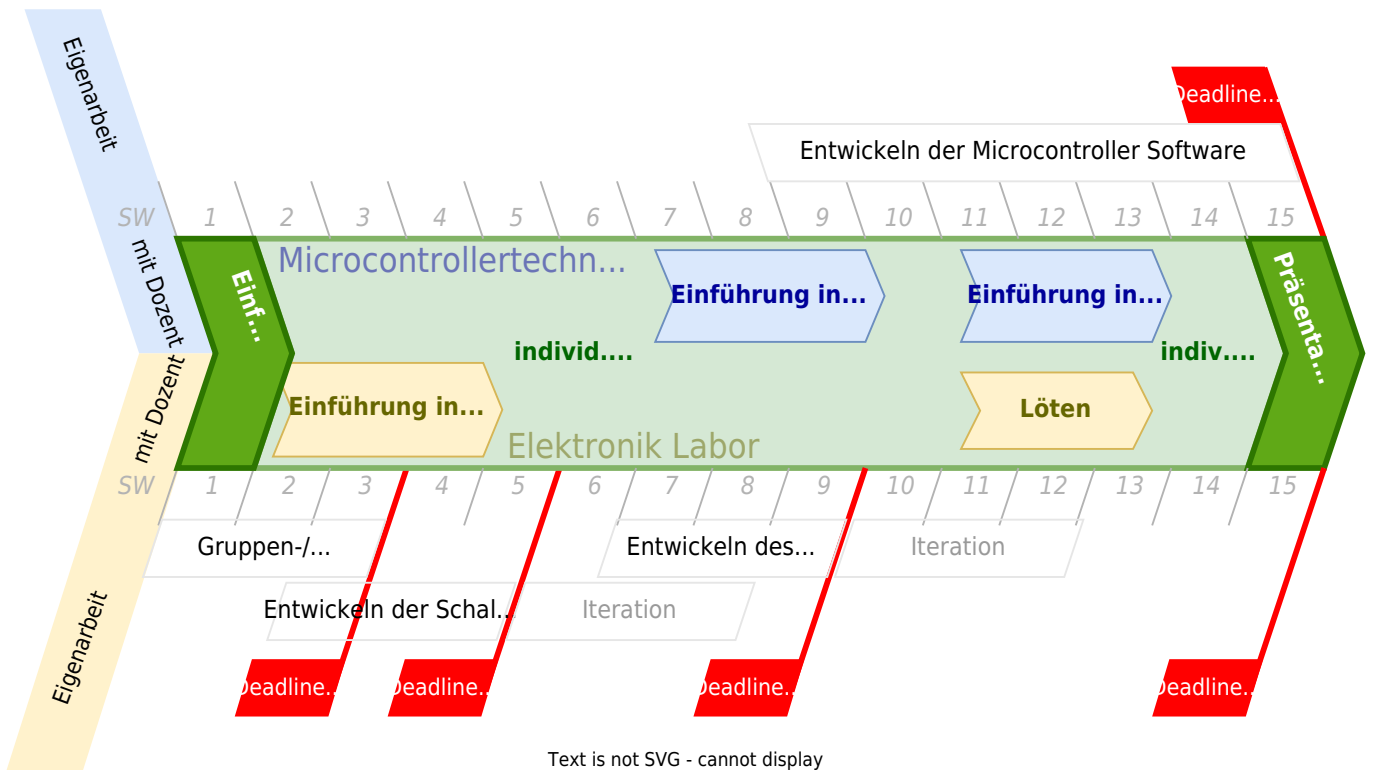 Eigenarbeit
Deadline...
Entwickeln der Microcontroller Software
SW 1 2 3 4 5 6 7 8 9 10 11 12 13 14 15
mit Dozent
Microcontrollertechn...
Einf...
Einführung in...
Einführung in...
Präsenta...
individ....
indiv....
mit Dozent
Einführung in...
Löten
Elektronik Labor
SW 1 2 3 4 5 6 7 8 9 10 11 12 13 14 15
Gruppen-/...
Entwickeln des...
Iteration
Entwickeln der Schal...
Iteration
Eigenarbeit
Deadline...
Deadline...
Deadline...
Deadline...
Text is not SVG - cannot display